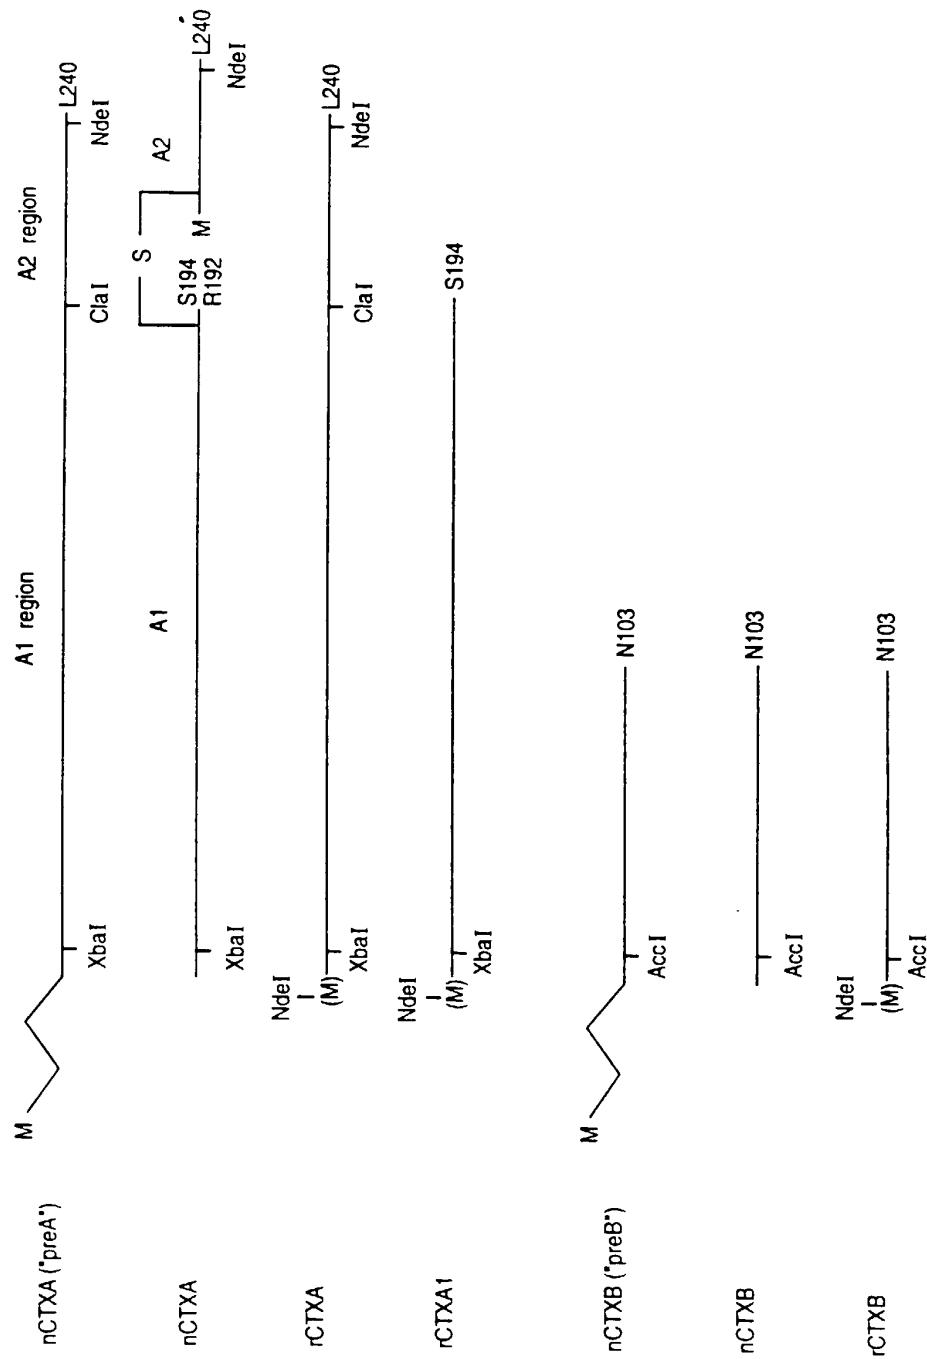 A1 region A2 region
nCTXA ("preA") M XbaI ClaI NdeI L240
nCTXA XbaI A1 S S194 R192 M A2 NdeI L240
rCTXA NdeI (M) XbaI ClaI NdeI L240
rCTXA1 NdeI (M) XbaI S194
nCTXB ("preB") M AccI N103
nCTXB AccI N103
rCTXB NdeI (M) AccI N103